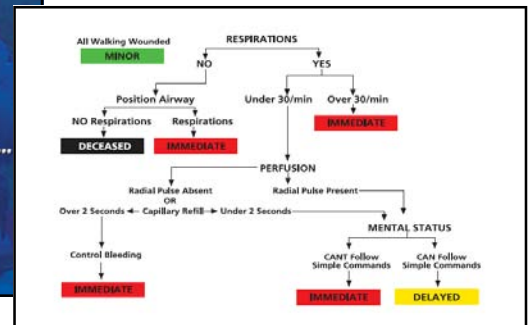 RESPIRATIONS
All Walking Wounded
MINOR
NO
YES
Position Airway
Under 30/min
Over 30/min
NO Respirations
Respirations
IMMEDIATE
DECEASED
IMMEDIATE
PERFUSION
Radial Pulse Absent
Radial Pulse Present
OR
Over 2 Seconds
Capillary Refill
Under 2 Seconds
MENTAL STATUS
Control Bleeding
CANT Follow
Simple Commands
CAN Follow
Simple Commands
IMMEDIATE
IMMEDIATE
DELAYED
...